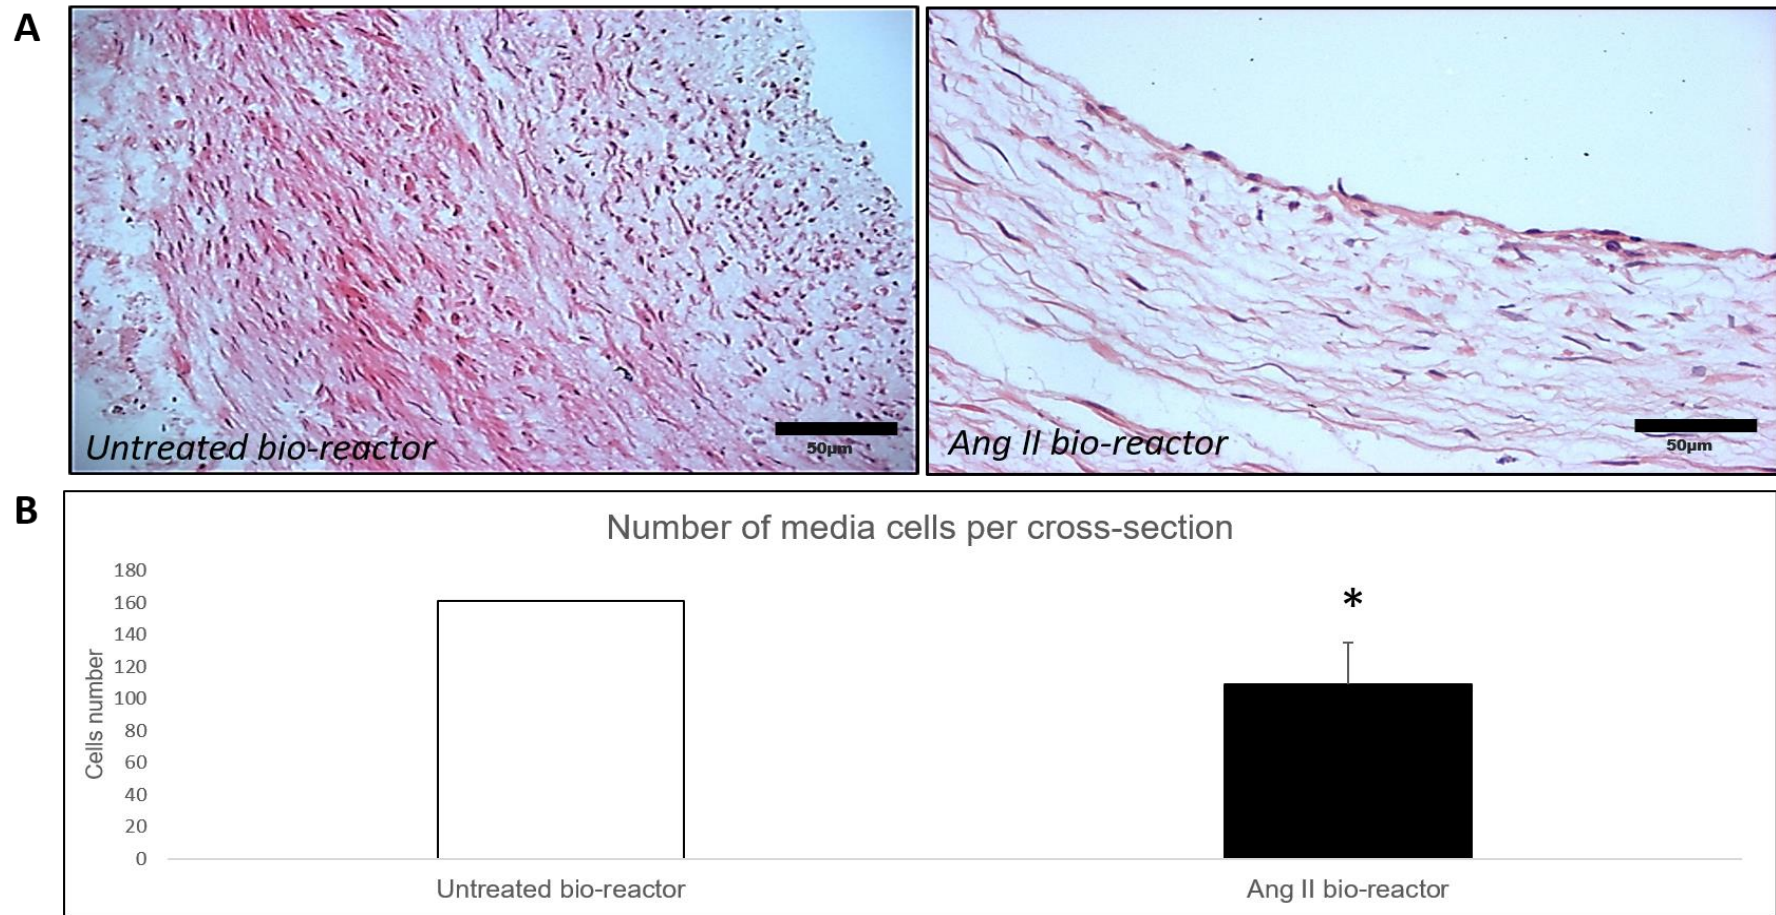 A
Untreated bio-reactor
50µm
Ang II bio-reactor
50µm
B
Number of media cells per cross-section
Cells number
180
160
140
120
100
80
60
40
20
0
*
Untreated bio-reactor
Ang II bio-reactor